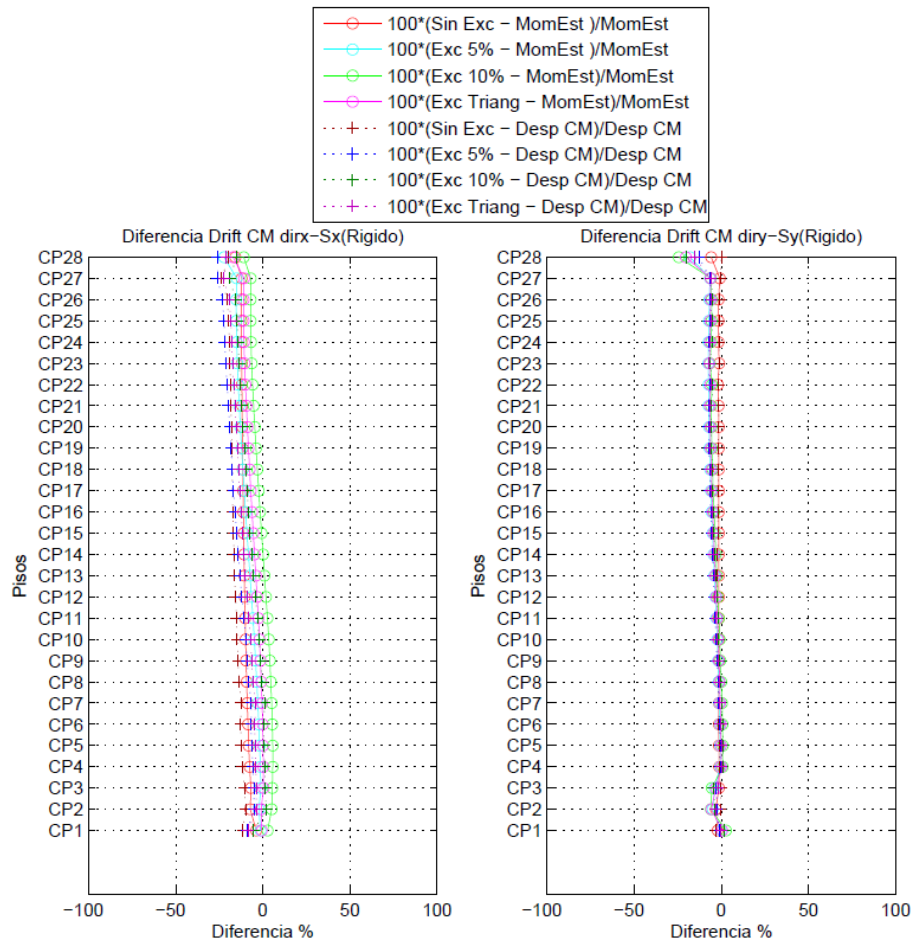 100*(Sin Exc − MomEst )/MomEst
100*(Exc 5% − MomEst )/MomEst
100*(Exc 10% − MomEst)/MomEst
100*(Exc Triang − MomEst)/MomEst
100*(Sin Exc − Desp CM)/Desp CM
100*(Exc 5% − Desp CM)/Desp CM
100*(Exc 10% − Desp CM)/Desp CM
100*(Exc Triang − Desp CM)/Desp CM
Diferencia Drift CM dirx−Sx(Rigido)
CP28
CP27
CP26
CP25
CP24
CP23
CP22
CP21
CP20
CP19
CP18
CP17
CP16
CP15
CP14
CP13
CP12
CP11
CP10
CP9
CP8
CP7
CP6
CP5
CP4
CP3
CP2
CP1
Pisos
−100 −50 0 50 100
Diferencia %
Diferencia Drift CM diry−Sy(Rigido)
CP28
CP27
CP26
CP25
CP24
CP23
CP22
CP21
CP20
CP19
CP18
CP17
CP16
CP15
CP14
CP13
CP12
CP11
CP10
CP9
CP8
CP7
CP6
CP5
CP4
CP3
CP2
CP1
Pisos
−100 −50 0 50 100
Diferencia %